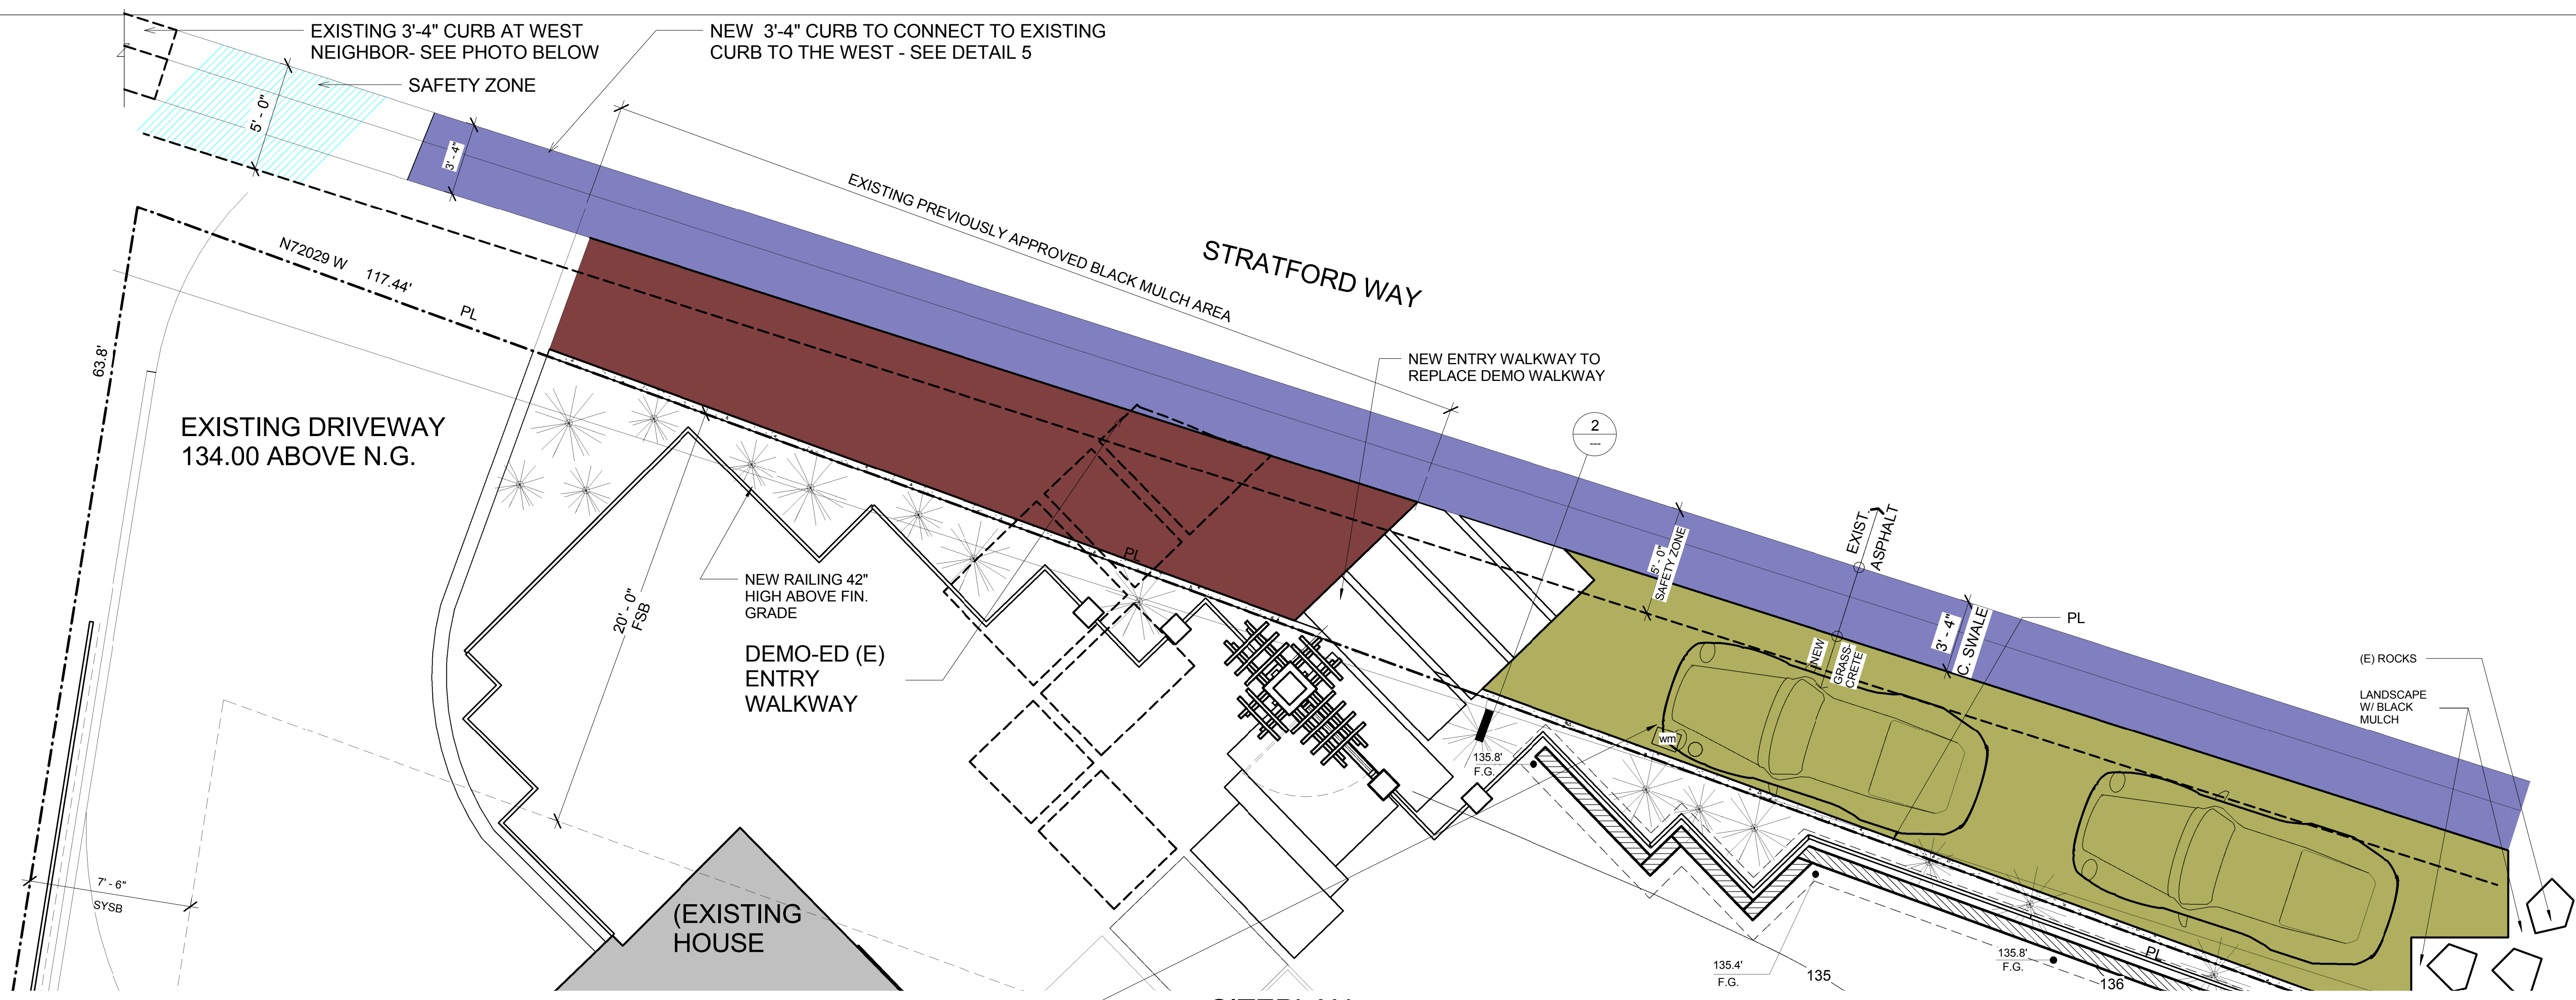 EXISTING 3'-4" CURB AT WEST
NEIGHBOR- SEE PHOTO BELOW
SAFETY ZONE
NEW 3'-4" CURB TO CONNECT TO EXISTING
CURB TO THE WEST - SEE DETAIL 5
5' - 0"
3' - 4"
EXISTING PREVIOUSLY APPROVED BLACK MULCH AREA
STRATFORD WAY
N72029 W 117.44'
PL
63.8'
EXISTING DRIVEWAY
134.00 ABOVE N.G.
NEW ENTRY WALKWAY TO
REPLACE DEMO WALKWAY
2
---
EXIST.
ASPHALT
5' - 0"
SAFETY ZONE
NEW
GRASS-
CRETE
3' - 4"
C. SWALE
PL
PL
NEW RAILING 42"
HIGH ABOVE FIN.
GRADE
20' - 0"
FSB
DEMO-ED (E)
ENTRY
WALKWAY
(E) ROCKS
LANDSCAPE
W/ BLACK
MULCH
wm
135.8'
F.G.
7' - 6"
SYSB
(EXISTING
HOUSE
135.4'
F.G.
135
135.8'
F.G.
136
PL